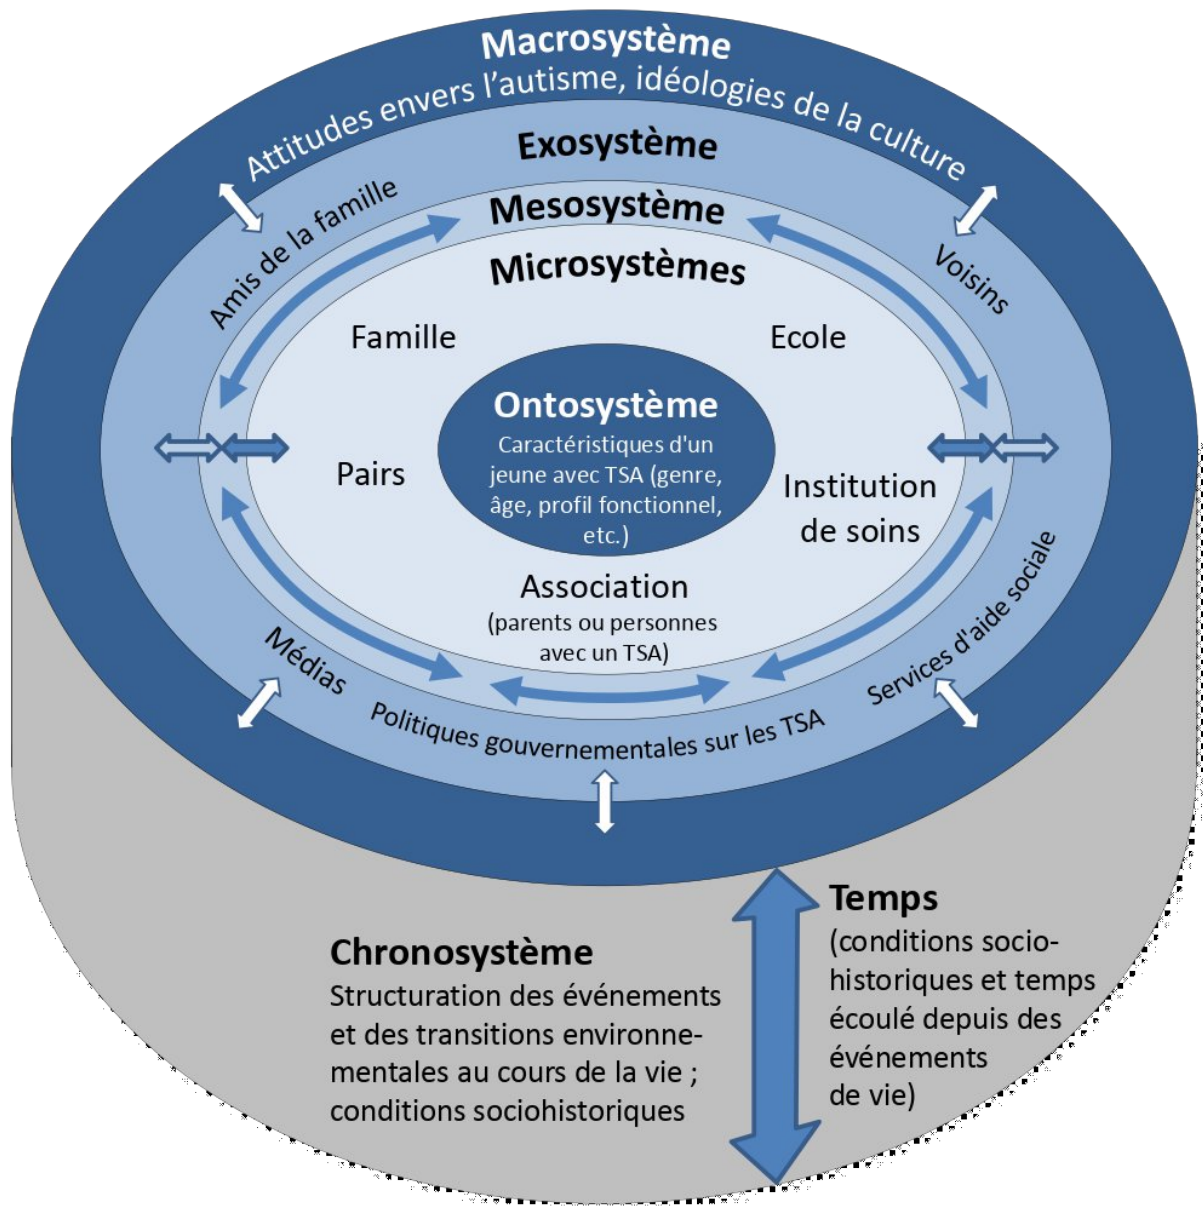 Macrosystème
Attitudes envers l'autisme, idéologies de la culture
Exosystème
Amis de la famille
Voisins
Mesosystème
Microsystèmes
Famille
Ecole
Ontosystème
Caractéristiques d'un
jeune avec TSA (genre,
âge, profil fonctionnel,
etc.)
Pairs
Institution
de soins
Association
(parents ou personnes
avec un TSA)
Médias
Politiques gouvernementales sur les TSA
Services d'aide sociale
Chronosystème
Structuration des événements
et des transitions environne-
mentales au cours de la vie ;
conditions sociohistoriques
Temps
(conditions socio-
historiques et temps
écoulé depuis des
événements
de vie)